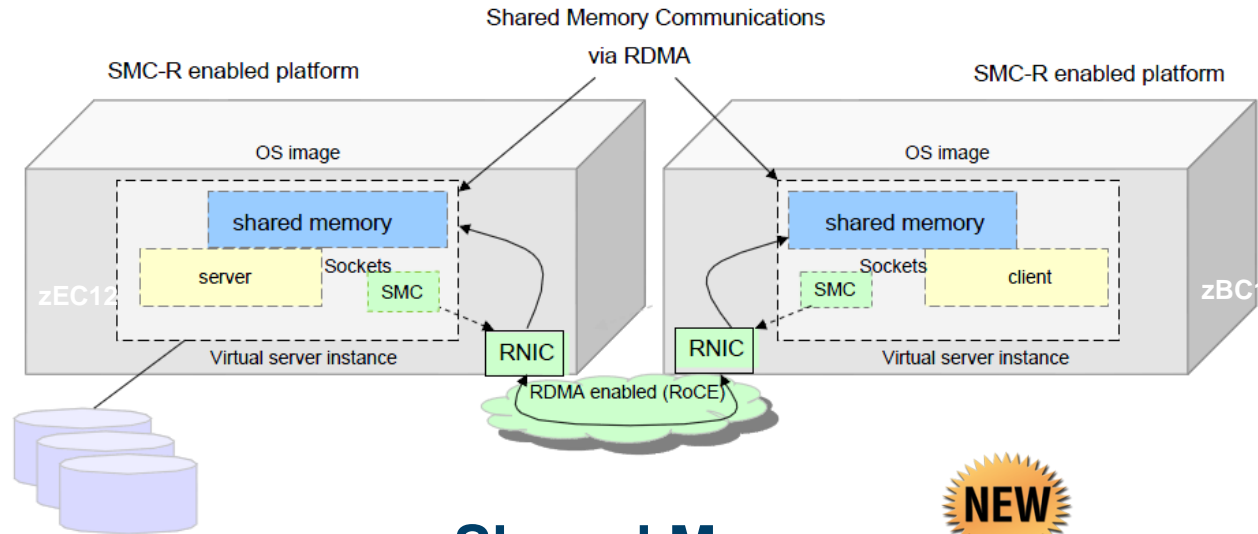 Shared Memory Communications
via RDMA
SMC-R enabled platform
SMC-R enabled platform
OS image
OS image
shared memory
shared memory
server
Sockets
SMC
Sockets
SMC
client
zEC12
RNIC
RNIC
Virtual server instance
Virtual server instance
RDMA enabled (RoCE)
NEW